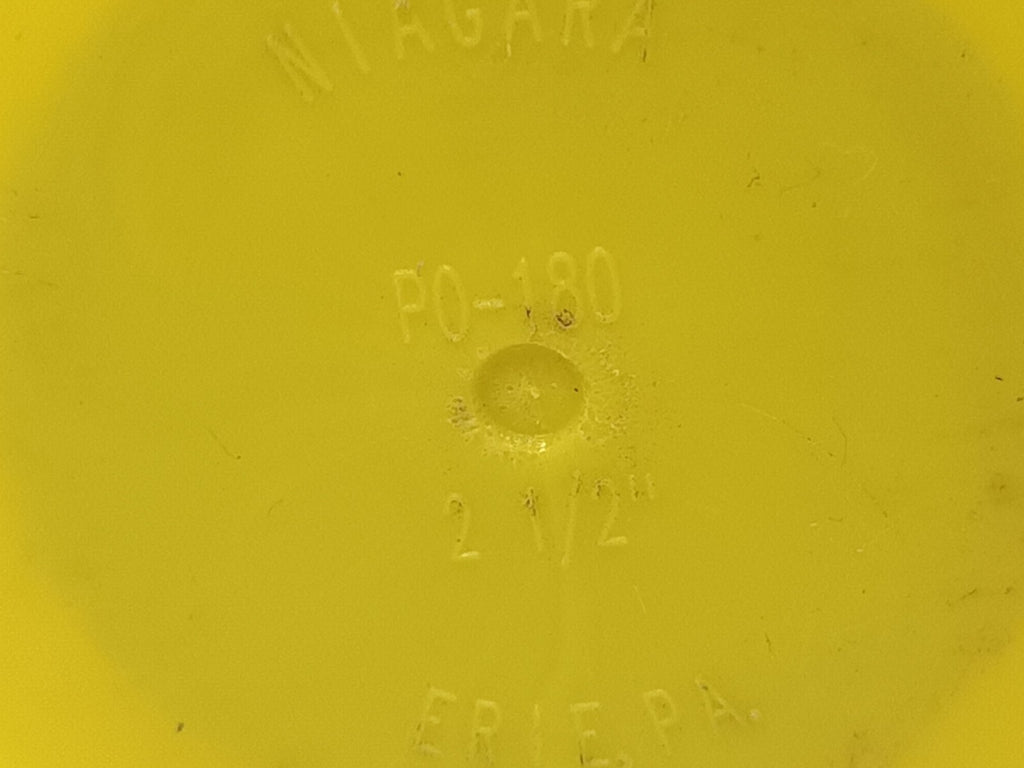 NIAGARA
PO-180
2 1/2"
ERIE, PA.